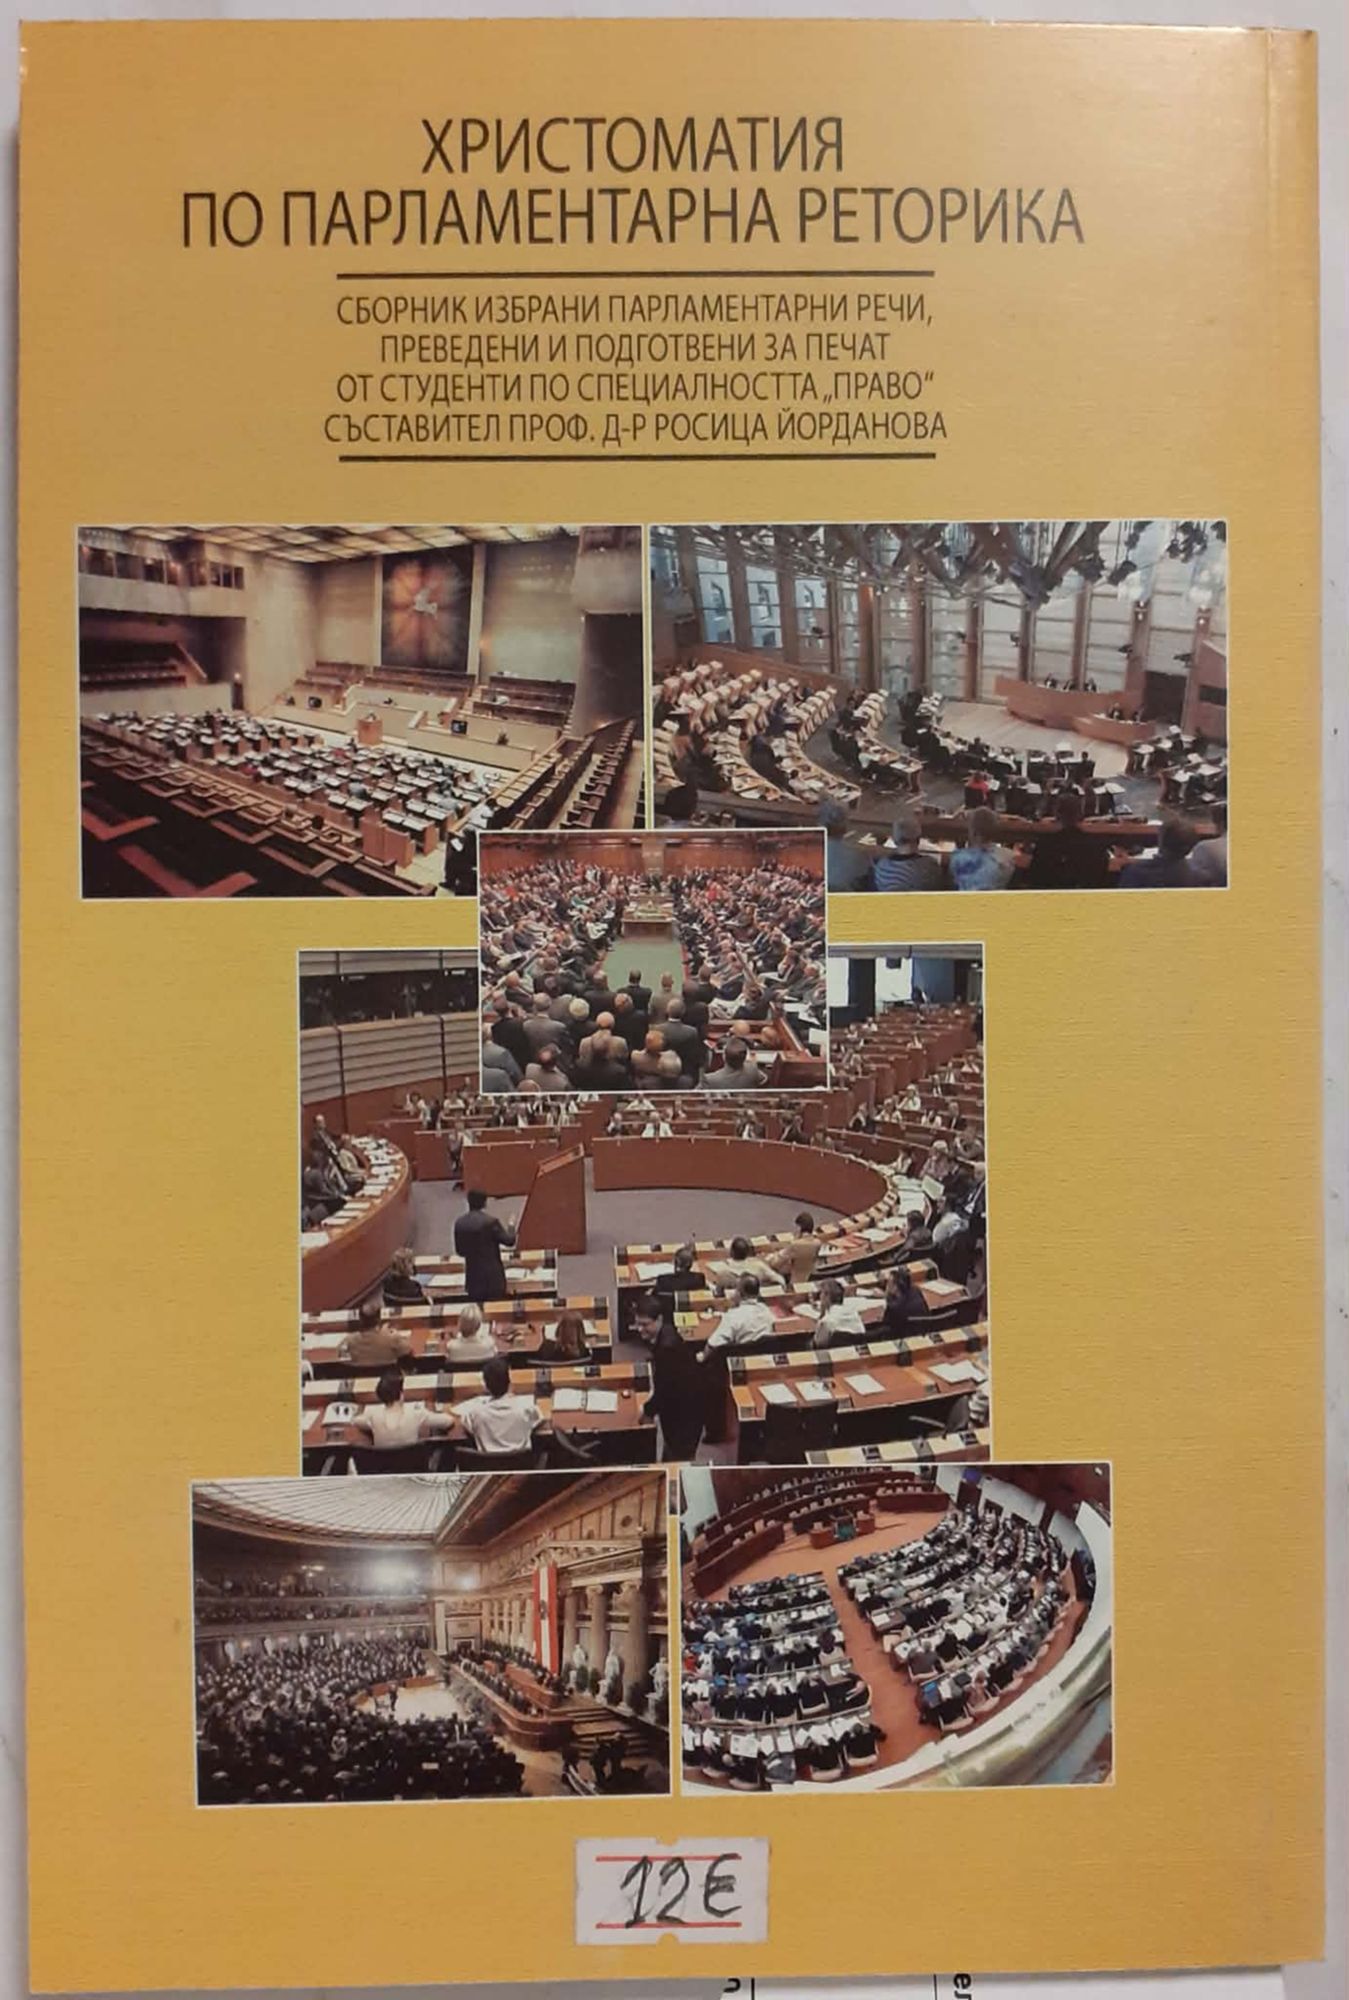 ХРИСТОМАТИЯ
ПО ПАРЛАМЕНТАРНА РЕТОРИКА
СБОРНИК ИЗБРАНИ ПАРЛАМЕНТАРНИ РЕЧИ,
ПРЕВЕДЕНИ И ПОДГОТВЕНИ ЗА ПЕЧАТ
ОТ СТУДЕНТИ ПО СПЕЦИАЛНОСТТА „ПРАВО“
СЪСТАВИТЕЛ ПРОФ. Д-Р РОСИЦА ЙОРДАНОВА
12€